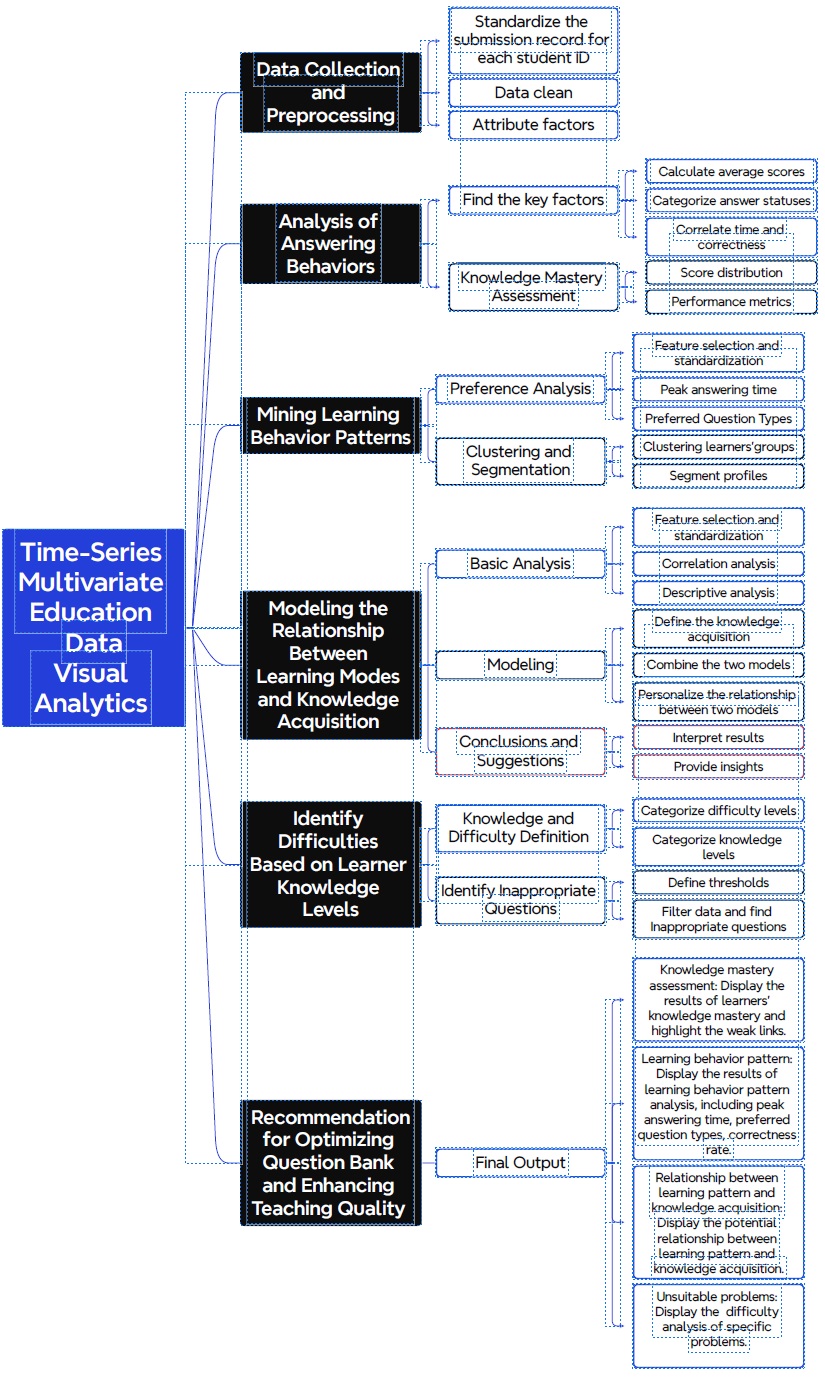 Time-Series
Multivariate
Education
Data
Visual
Analytics
Data Collection
and
Preprocessing
Standardize the
submission record for
each student ID
Data clean
Attribute factors
Analysis of
Answering
Behaviors
Find the key factors
Calculate average scores
Categorize answer statuses
Correlate time and
correctness
Knowledge Mastery
Assessment
Score distribution
Performance metrics
Mining Learning
Behavior Patterns
Preference Analysis
Feature selection and
standardization
Peak answering time
Preferred Question Types
Clustering and
Segmentation
Clustering learners'groups
Segment profiles
Modeling the
Relationship
Between
Learning Modes
and Knowledge
Acquisition
Basic Analysis
Feature selection and
standardization
Correlation analysis
Descriptive analysis
Modeling
Define the knowledge
acquisition
Combine the two models
Personalize the relationship
between two models
Conclusions and
Suggestions
Interpret results
Provide insights
Identify
Difficulties
Based on Learner
Knowledge
Levels
Knowledge and
Difficulty Definition
Categorize difficulty levels
Categorize knowledge
levels
Identify Inappropriate
Questions
Define thresholds
Filter data and find
Inappropriate questions
Recommendation
for Optimizing
Question Bank
and Enhancing
Teaching Quality
Final Output
Knowledge mastery
assessment: Display the
results of learners'
knowledge mastery and
highlight the weak links.
Learning behavior pattern:
Display the results of
learning behavior pattern
analysis, including peak
answering time, preferred
question types, correctness
rate.
Relationship between
learning pattern and
knowledge acquisition:
Display the potential
relationship between
learning pattern and
knowledge acquisition.
Unsuitable problems:
Display the difficulty
analysis of specific
problems.